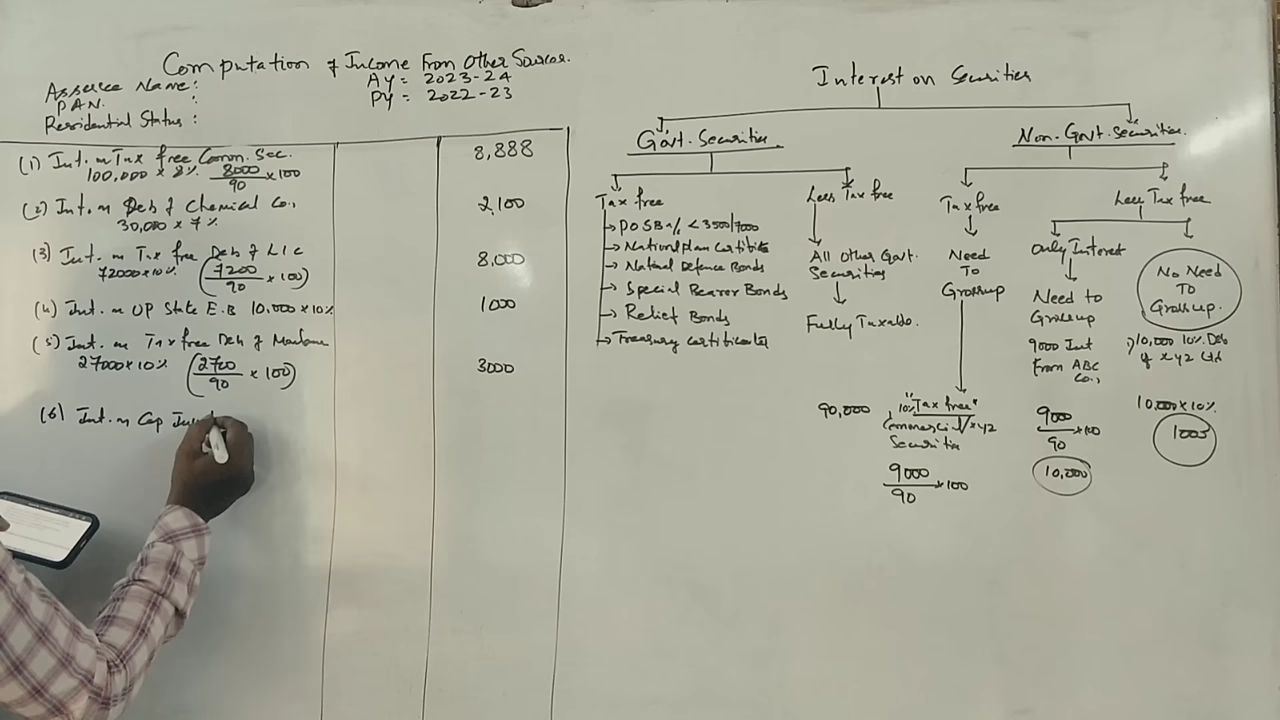 Computation of Income From Other Sources.
Assessee Name :
PAN. :
Residential Status :
AY = 2023-24
PY = 2022-23
(1) Int. on Tax free Comm. Sec. 8,888
100,000 × 8% 8000/90 × 100
(2) Int. on Deb of Chemical Co., 2,100
30,000 × 7%
(3) Int. on Tax free Deb of LIC 8,000
72000×10% (7200/90 × 100)
(4) Int. on UP State E.B 10,000×10% 1000
(5) Int. on Tax free Deb of
27000×10% (2700/90 × 100) 3000
(6) Int. on Cap
Interest on Securities
Govt. Securities
Non-Govt. Securities
Tax free
→ POSB A/c <3500/7000
→ National plan Certificate
→ National Defence Bonds
→ Special Bearer Bonds
→ Relief Bonds
→ Treasury certificates
Less Tax free
All Other Govt.
Securities
Fully Taxable.
Tax free
Need
To
Grossup
90,000
10% "Tax free"
Commercial/xyz
Securities
9000/90 × 100
Less Tax free
Only Interest
Need to
Grossup
9000 Int
From ABC
Co.,
9000/90 ×100
10,000
No Need
To
Grossup.
10,000 10% Deb
of xyz Ltd
10,000×10%
1000